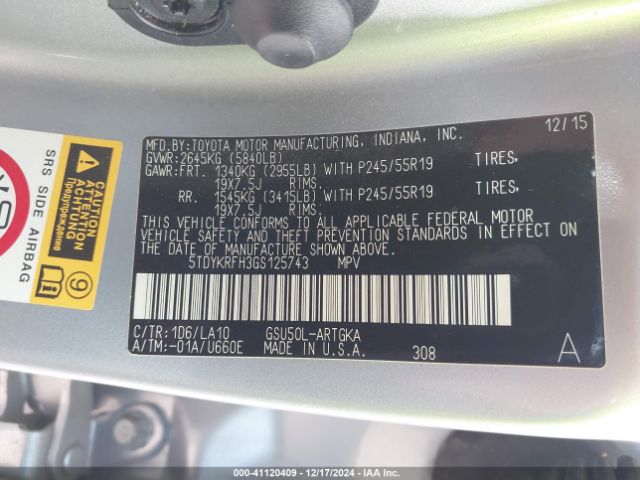 SRS SIDE AIRBAG
CAUTION
ATTENTION
ACHTUNG
Предупреждение
9
MFD.BY:TOYOTA MOTOR MANUFACTURING, INDIANA, INC. 12/15
GVWR:2645KG (5840LB)
GAWR:FRT. 1340KG (2955LB) WITH P245/55R19 TIRES,
19X7.5J RIMS.
RR. 1545KG (3415LB) WITH P245/55R19 TIRES,
19X7.5J RIMS.
THIS VEHICLE CONFORMS TO ALL APPLICABLE FEDERAL MOTOR
VEHICLE SAFETY AND THEFT PREVENTION STANDARDS IN EFFECT ON
THE DATE OF MANUFACTURE SHOWN ABOVE.
5TDYKRFH3GS125743 MPV
C/TR:1D6/LA10 GSU50L-ARTGKA
A/TM:-01A/U660E MADE IN U.S.A. 308 A
000-41120409 - 12/17/2024 - IAA Inc.